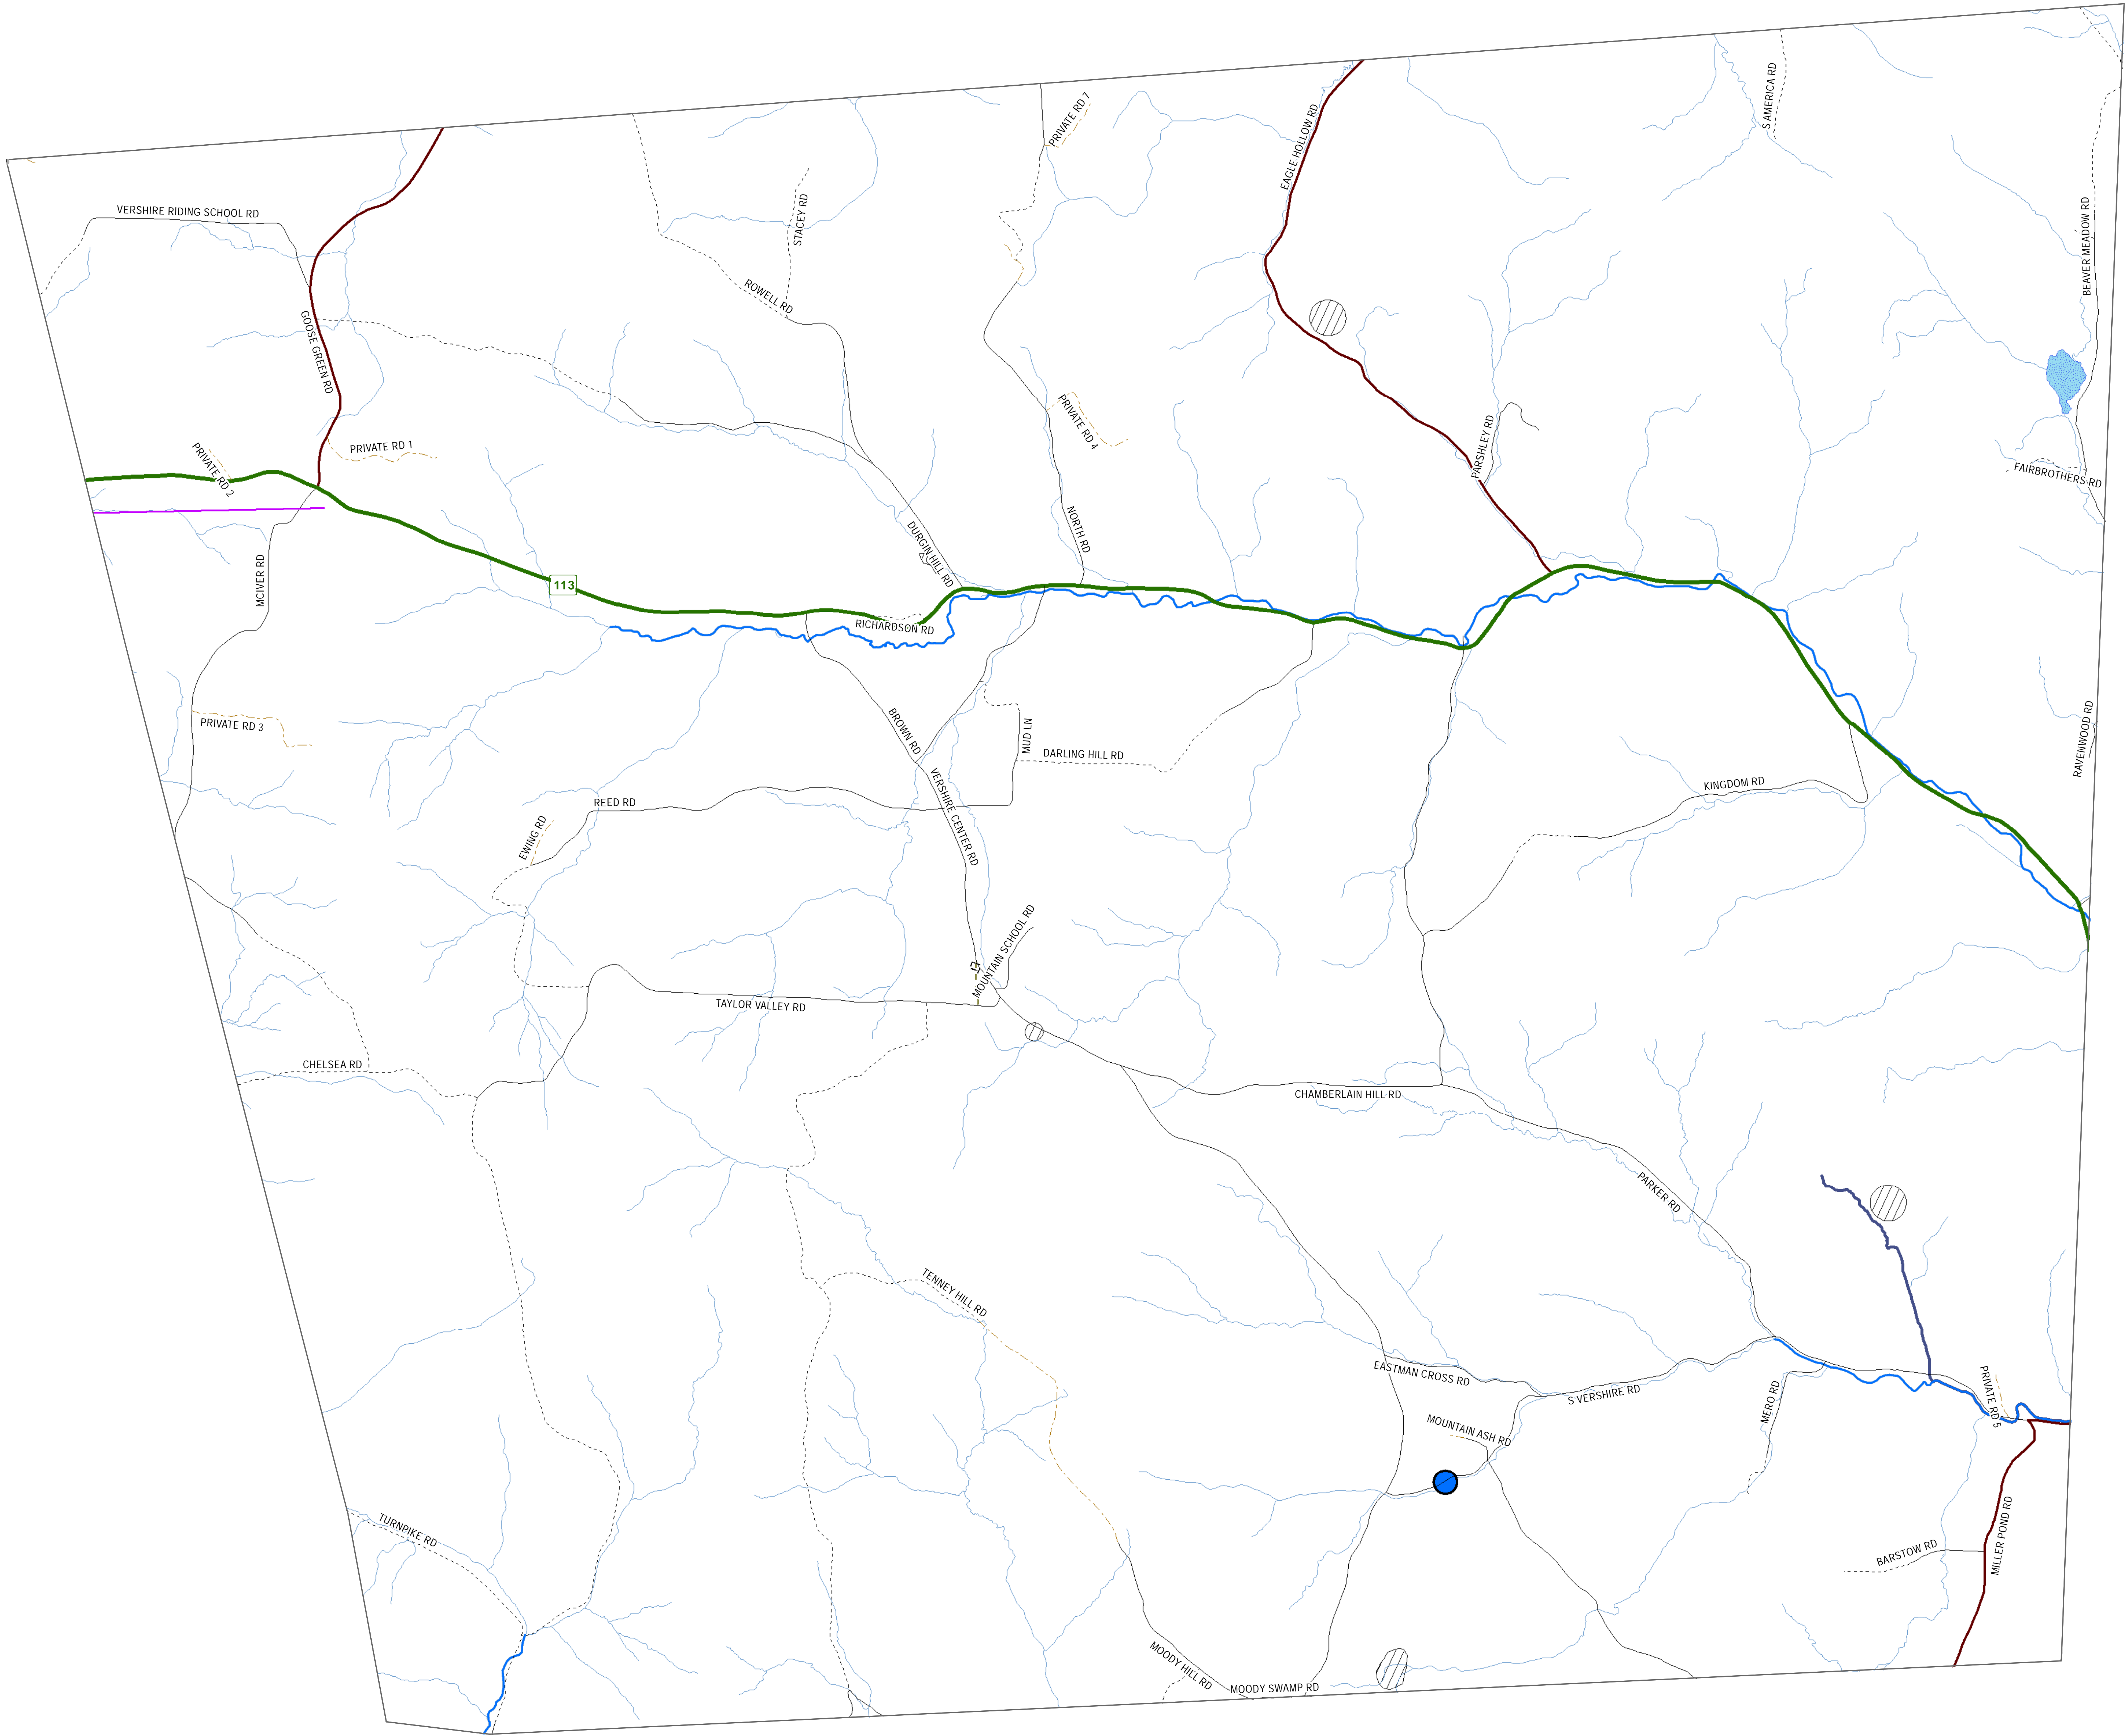 PRIVATE RD 7
S AMERICA RD
EAGLE HOLLOW RD
VERSHIRE RIDING SCHOOL RD
STACEY RD
BEAVER MEADOW RD
ROWELL RD
GOOSE GREEN RD
PRIVATE RD 4
PARSHLEY RD
PRIVATE RD 1
PRIVATE RD 2
FAIRBROTHERS RD
NORTH RD
DURGIN HILL RD
MCIVER RD
113
RICHARDSON RD
PRIVATE RD 3
BROWN RD
MUD LN
DARLING HILL RD
RAVENWOOD RD
KINGDOM RD
REED RD
EWING RD
VERSHIRE CENTER RD
MOUNTAIN SCHOOL RD
TAYLOR VALLEY RD
CHELSEA RD
CHAMBERLAIN HILL RD
PARKER RD
TENNEY HILL RD
EASTMAN CROSS RD
S VERSHIRE RD
MERO RD
PRIVATE RD 5
MOUNTAIN ASH RD
TURNPIKE RD
MILLER POND RD
BARSTOW RD
MOODY HILL RD
MOODY SWAMP RD